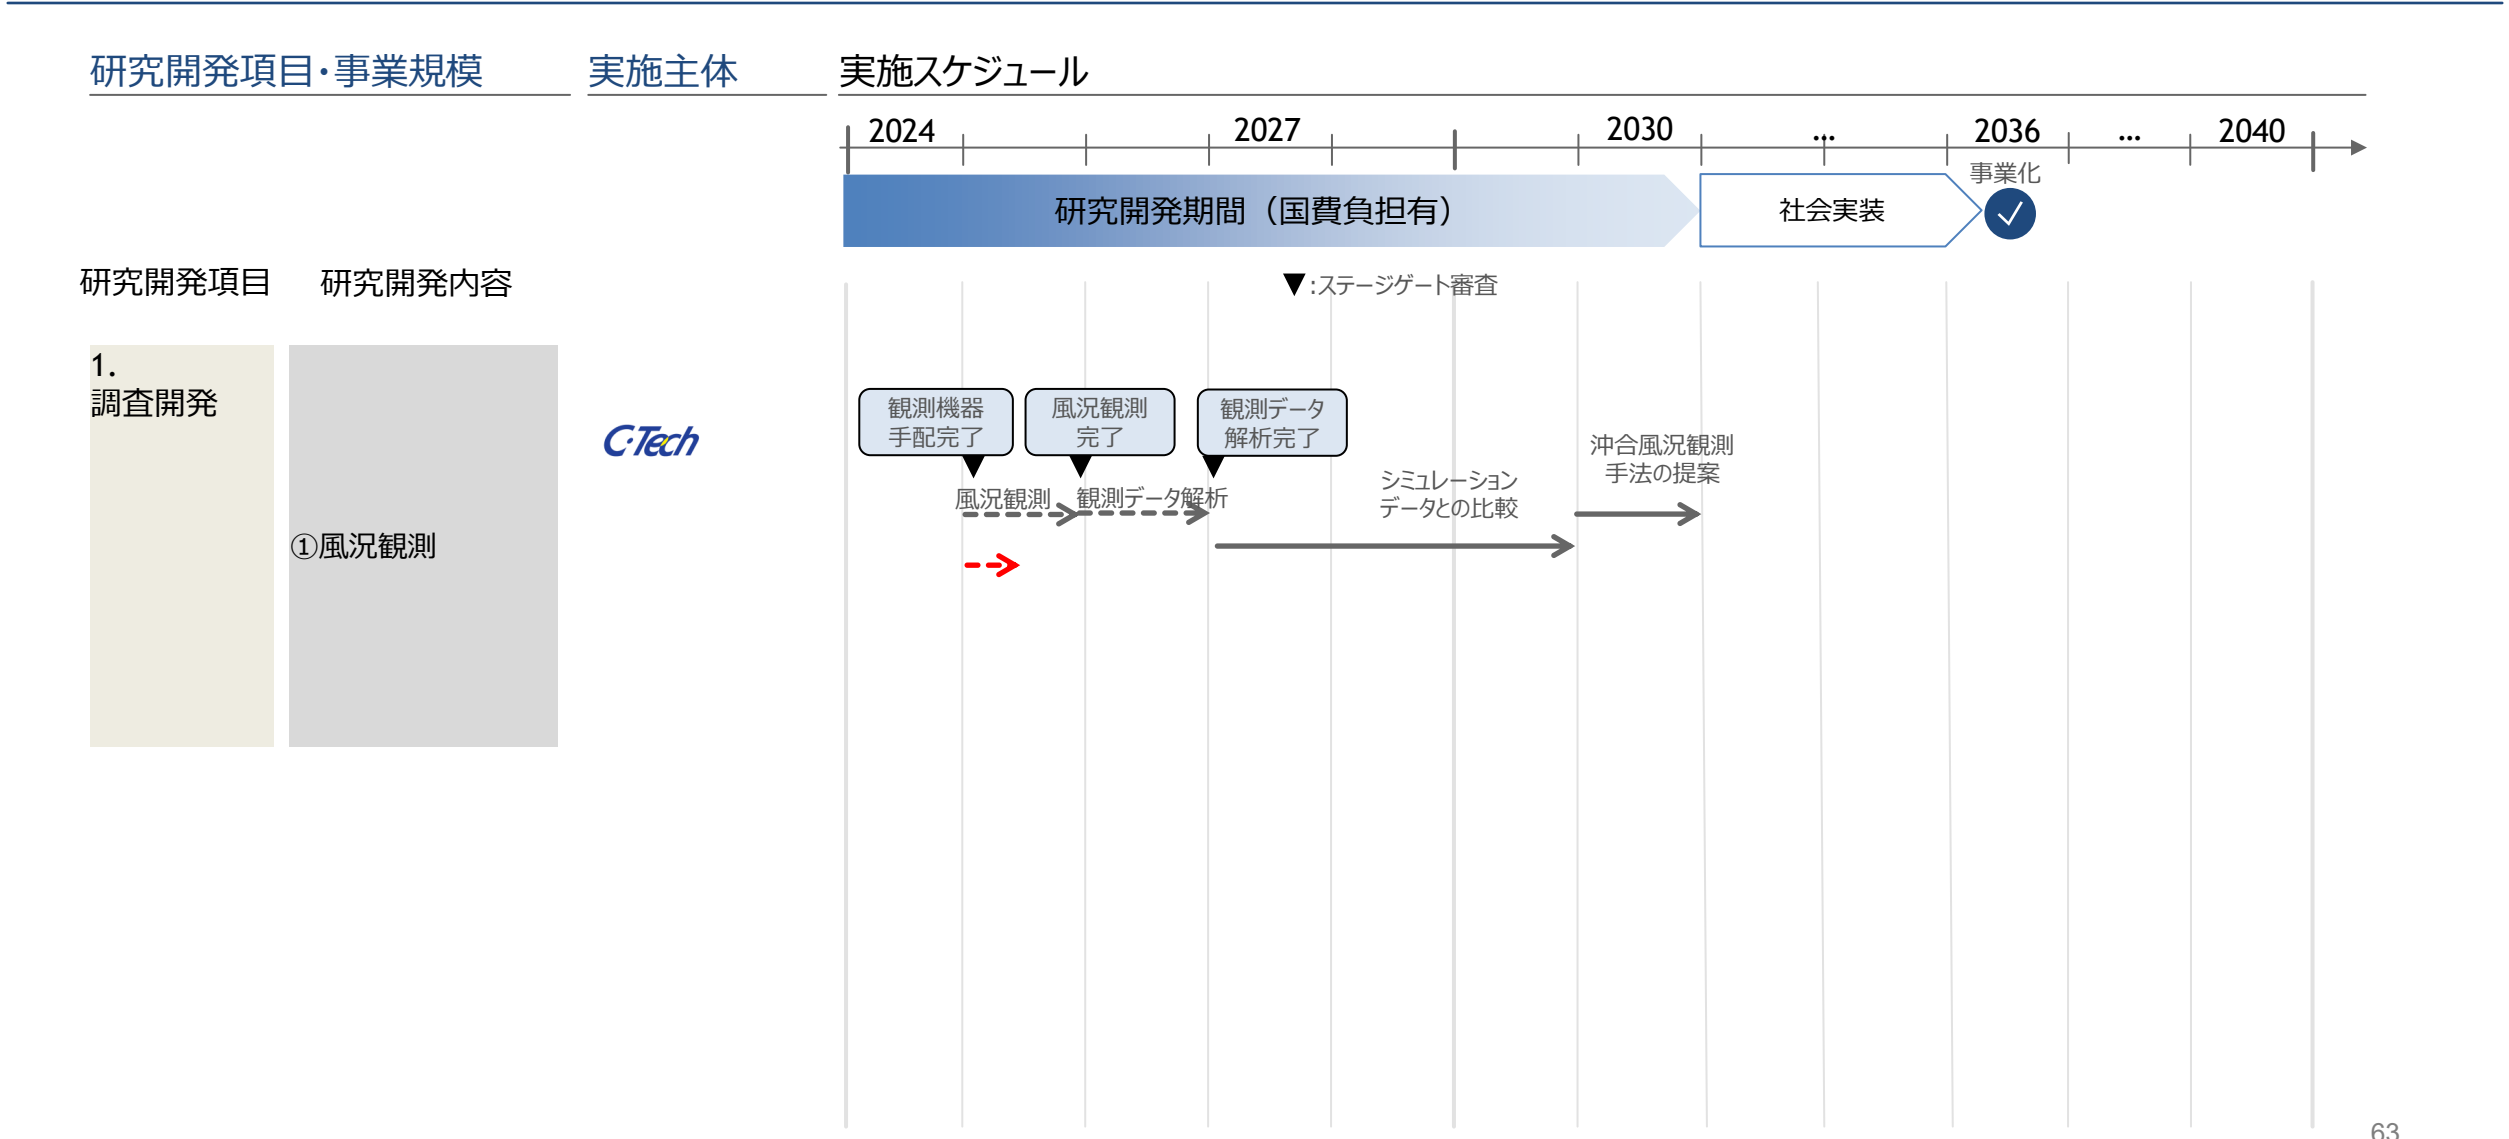 研究開発項目・事業規模
実施主体
実施スケジュール
2024
2027
2030
…
2036
…
2040
事業化
研究開発期間（国費負担有）
社会実装
研究開発項目
研究開発内容
▼:ステージゲート審査
1.
調査開発
①風況観測
C-Tech
観測機器
手配完了
風況観測
完了
観測データ
解析完了
風況観測
観測データ解析
シミュレーション
データとの比較
沖合風況観測
手法の提案
63